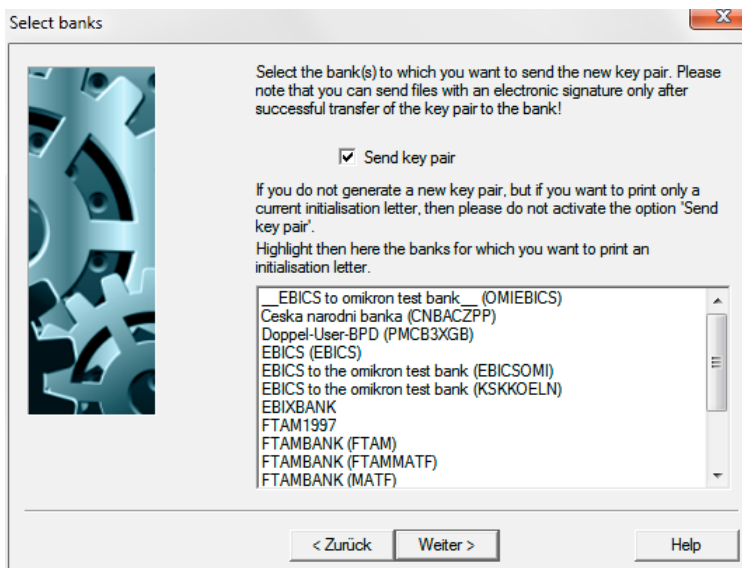 Select banks
Select the bank(s) to which you want to send the new key pair. Please
note that you can send files with an electronic signature only after
successful transfer of the key pair to the bank!
Send key pair
If you do not generate a new key pair, but if you want to print only a
current initialisation letter, then please do not activate the option 'Send
key pair'.
Highlight then here the banks for which you want to print an
initialisation letter.
__EBICS to omikron test bank__ (OMIEBICS)
Ceska narodni banka (CNBACZPP)
Doppel-User-BPD (PMCB3XGB)
EBICS (EBICS)
EBICS to the omikron test bank (EBICSOMI)
EBICS to the omikron test bank (KSKKOELN)
EBIXBANK
FTAM1997
FTAMBANK (FTAM)
FTAMBANK (FTAMMATF)
FTAMBANK (MATF)
< Zurück
Weiter >
Help